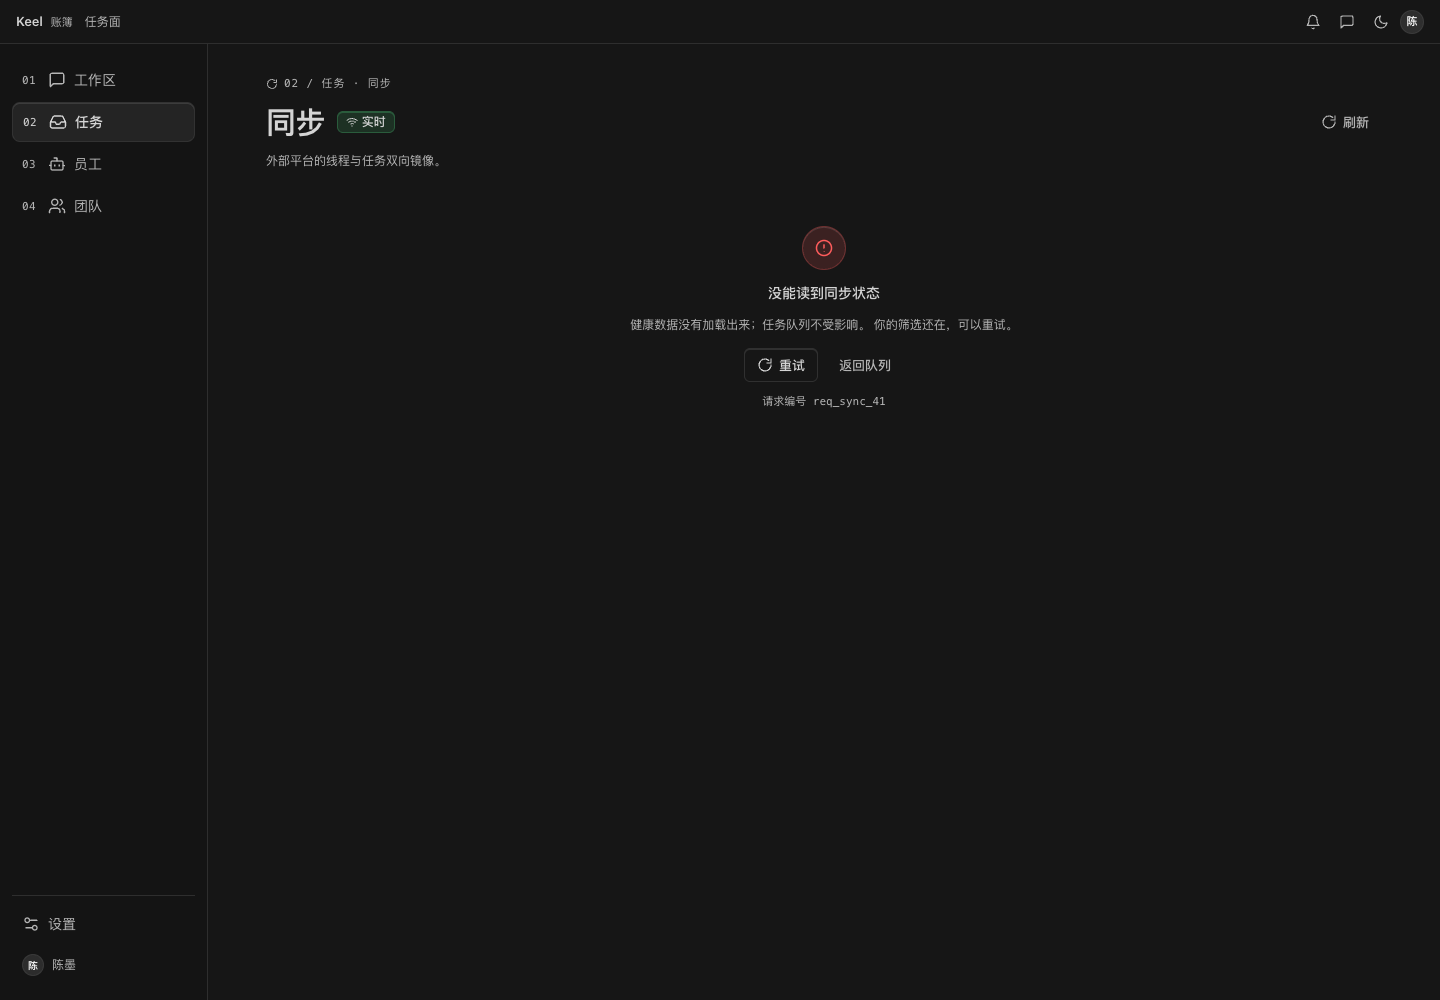 Keel 账簿 任务面
陈
01 工作区
02 任务
03 员工
04 团队
02 / 任务 · 同步
同步 实时
刷新
外部平台的线程与任务双向镜像。
没能读到同步状态
健康数据没有加载出来；任务队列不受影响。 你的筛选还在，可以重试。
重试 返回队列
请求编号 req_sync_41
设置
陈 陈墨